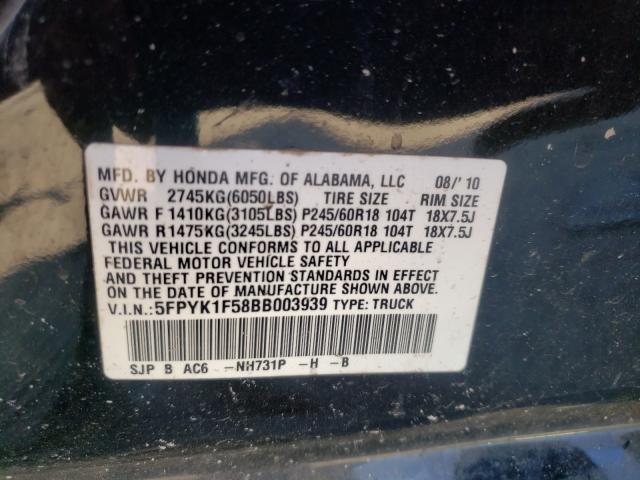 MFD. BY HONDA MFG. OF ALABAMA, LLC 08/'10
GVWR 2745KG(6050LBS) TIRE SIZE RIM SIZE
GAWR F 1410KG(3105LBS) P245/60R18 104T 18X7.5J
GAWR R 1475KG(3245LBS) P245/60R18 104T 18X7.5J
THIS VEHICLE CONFORMS TO ALL APPLICABLE
FEDERAL MOTOR VEHICLE SAFETY
AND THEFT PREVENTION STANDARDS IN EFFECT
ON THE DATE OF MANUFACTURE SHOWN ABOVE.
V.I.N.:5FPYK1F58BB003939 TYPE: TRUCK
SJP B AC6 -NH731P -H -B